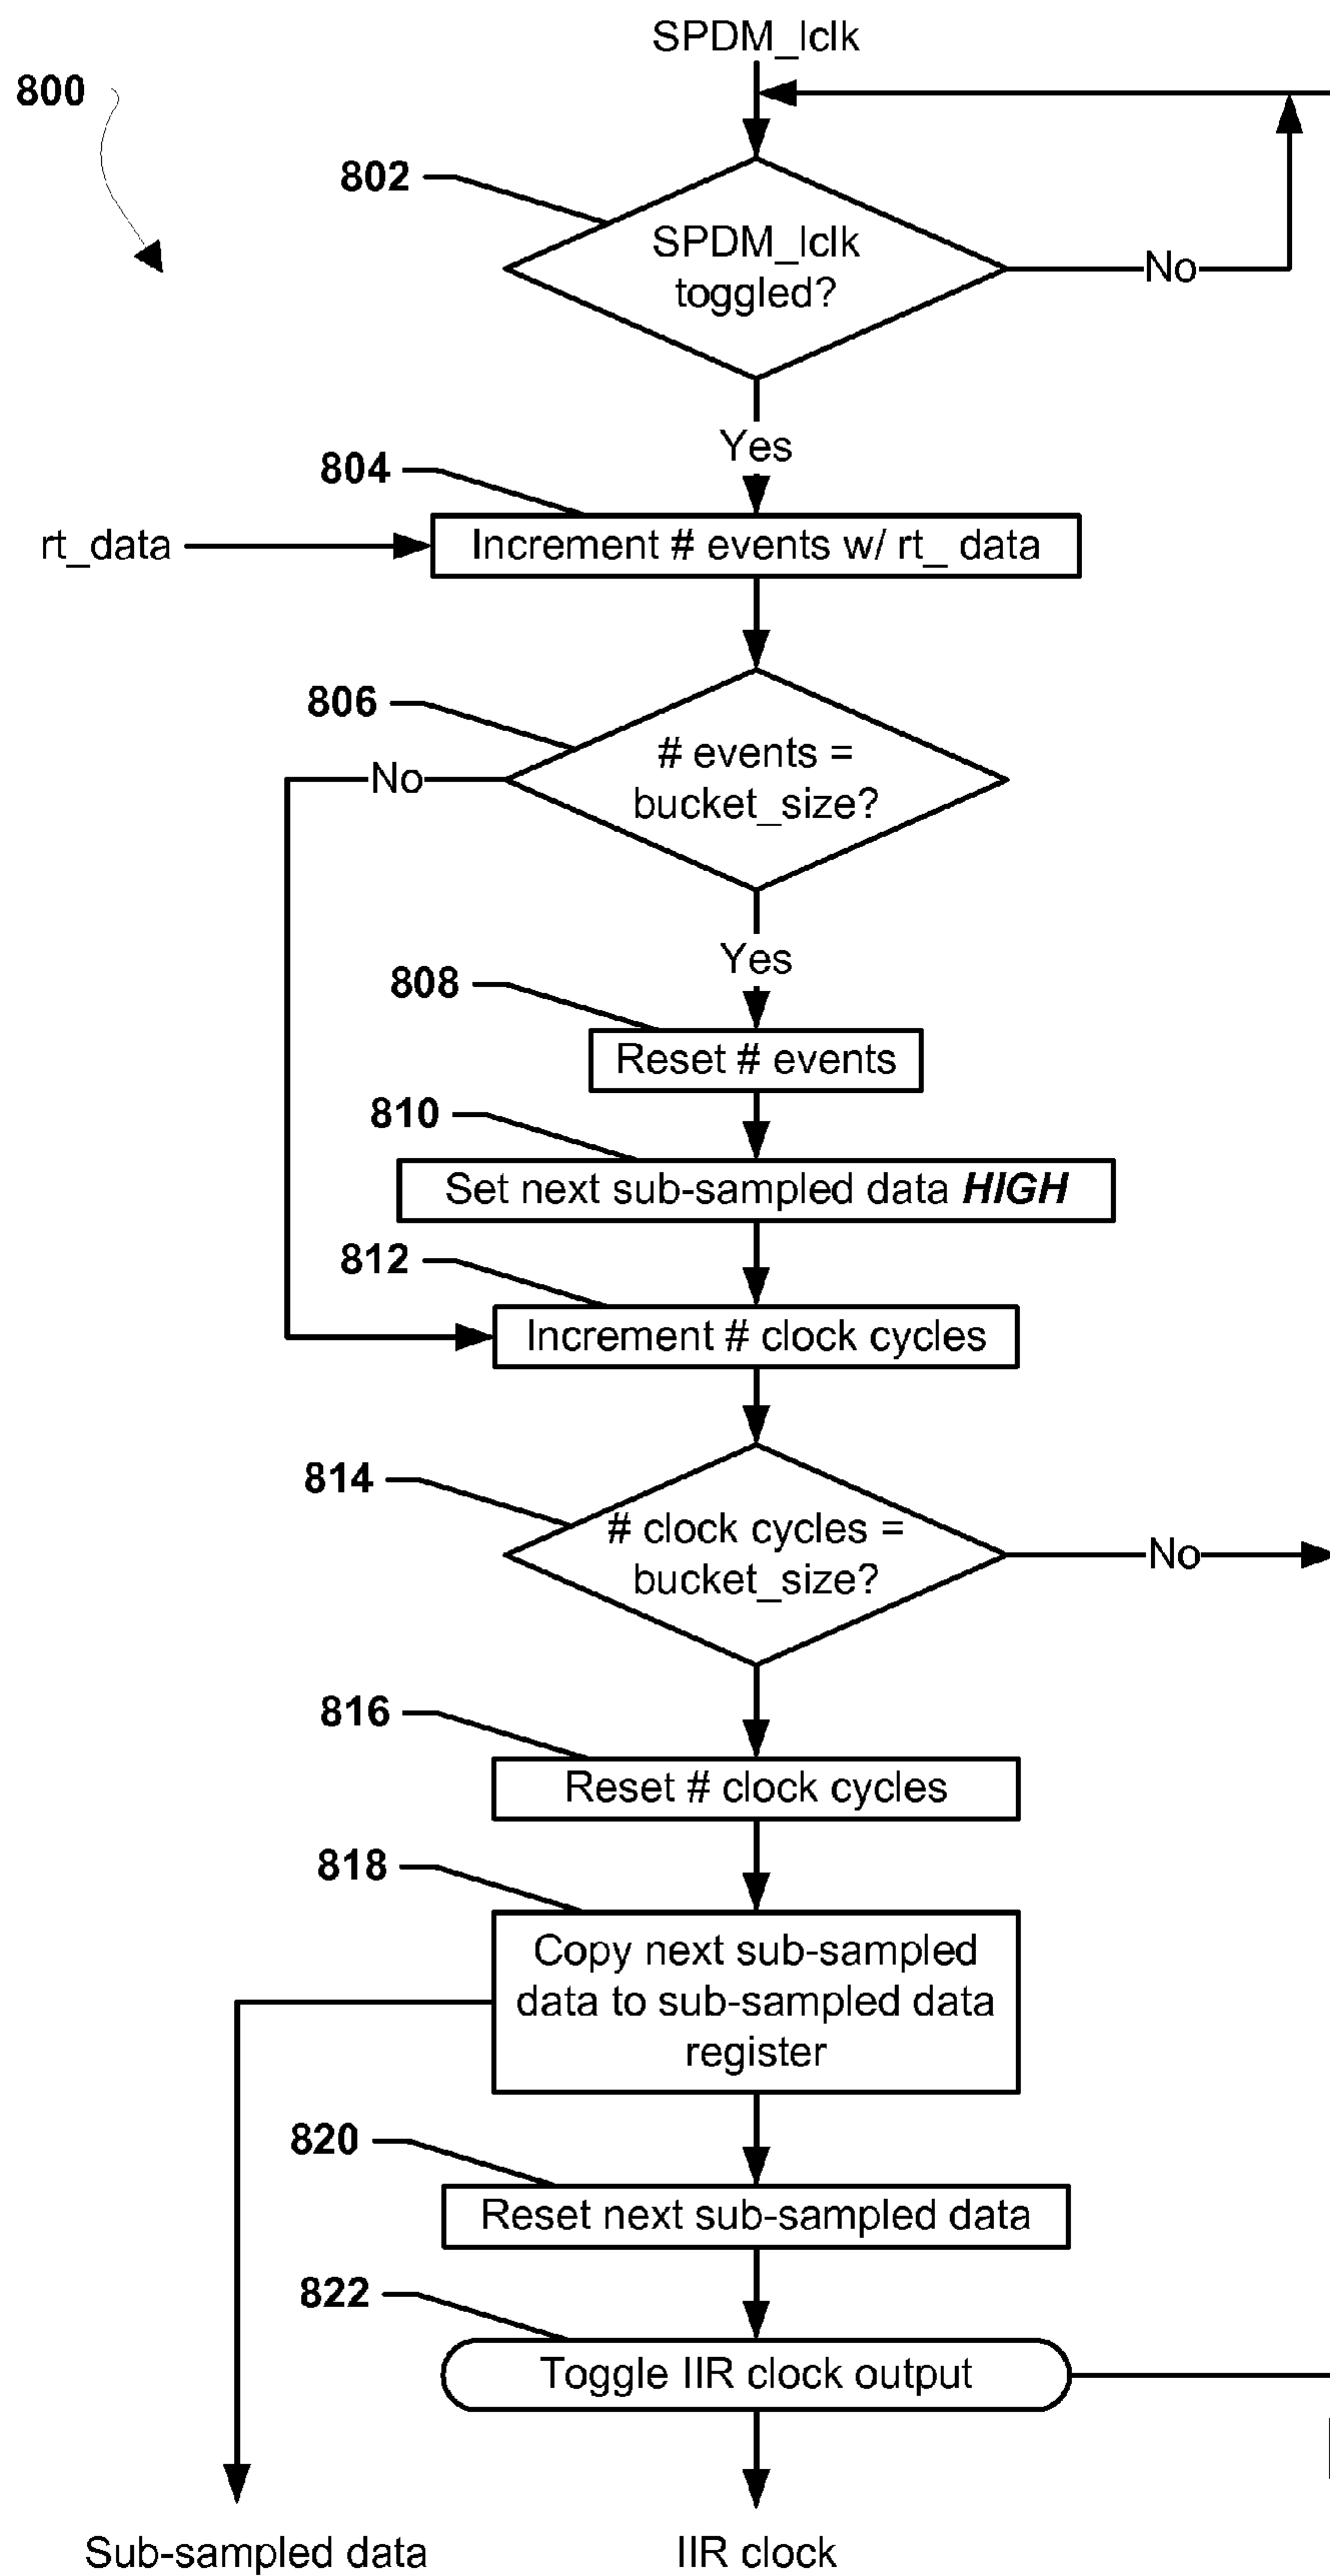 SPDM_lclk
800
802
SPDM_lclk
toggled?
No
Yes
804
rt_data
Increment # events w/ rt_ data
806
# events =
bucket_size?
No
Yes
808
Reset # events
810
Set next sub-sampled data HIGH
812
Increment # clock cycles
814
# clock cycles =
bucket_size?
No
816
Reset # clock cycles
818
Copy next sub-sampled
data to sub-sampled data
register
820
Reset next sub-sampled data
822
Toggle IIR clock output
Sub-sampled data
IIR clock